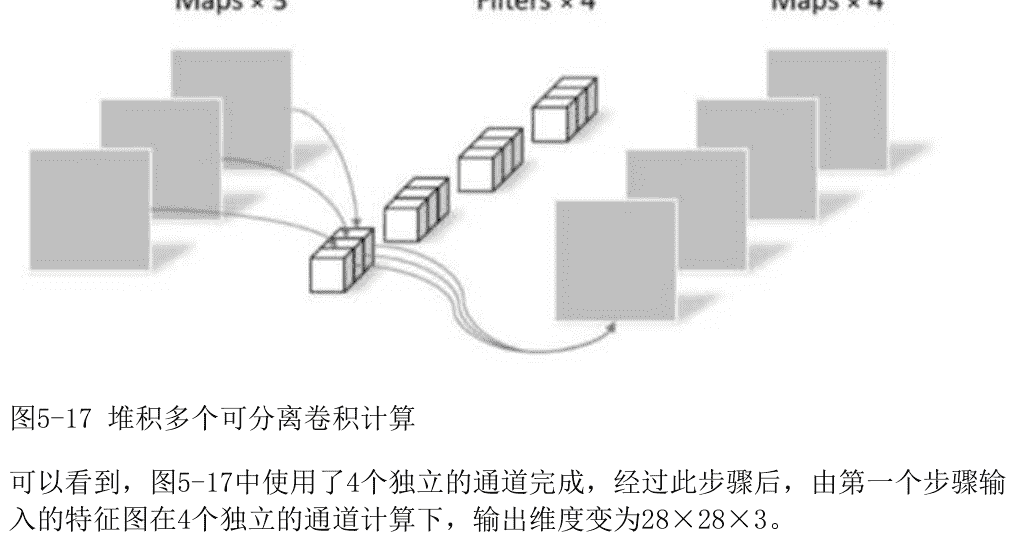 Maps × 3
Filters × 4
Maps × 4
图5-17 堆积多个可分离卷积计算
可以看到，图5-17中使用了4个独立的通道完成，经过此步骤后，由第一个步骤输
入的特征图在4个独立的通道计算下，输出维度变为28×28×3。